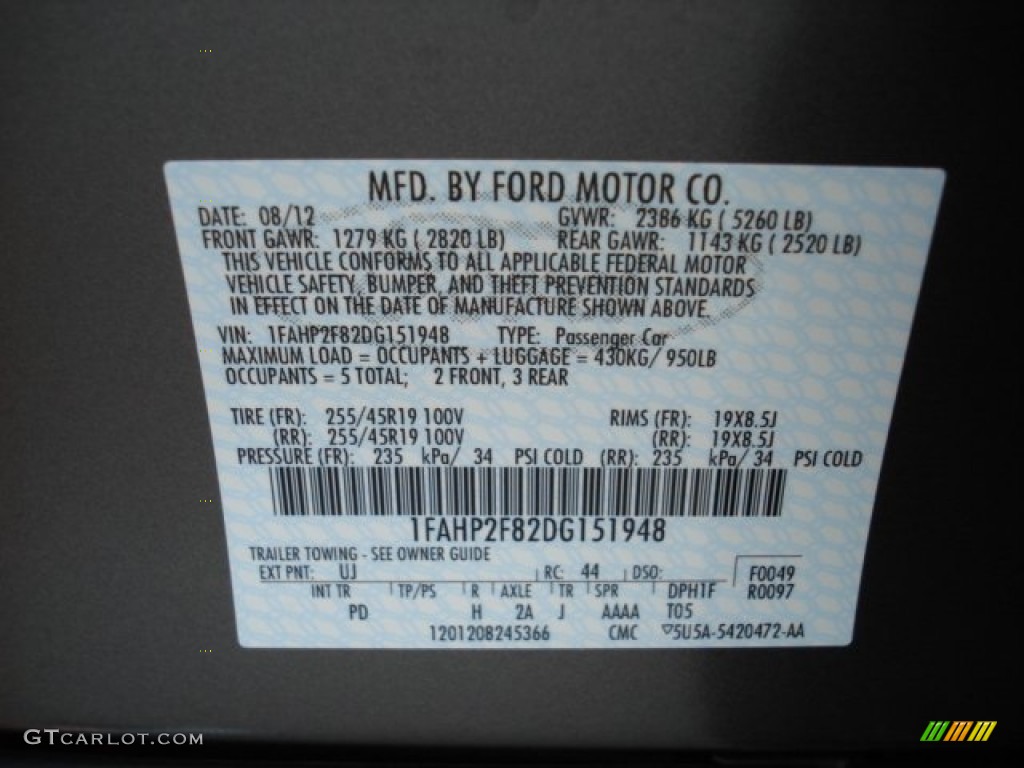 MFD. BY FORD MOTOR CO.
DATE: 08/12 GVWR: 2386 KG ( 5260 LB)
FRONT GAWR: 1279 KG ( 2820 LB) REAR GAWR: 1143 KG ( 2520 LB)
THIS VEHICLE CONFORMS TO ALL APPLICABLE FEDERAL MOTOR
VEHICLE SAFETY, BUMPER, AND THEFT PREVENTION STANDARDS
IN EFFECT ON THE DATE OF MANUFACTURE SHOWN ABOVE.
VIN: 1FAHP2F82DG151948 TYPE: Passenger Car
MAXIMUM LOAD = OCCUPANTS + LUGGAGE = 430KG/ 950LB
OCCUPANTS = 5 TOTAL; 2 FRONT, 3 REAR
TIRE (FR): 255/45R19 100V RIMS (FR): 19X8.5J
(RR): 255/45R19 100V (RR): 19X8.5J
PRESSURE (FR): 235 kPa/ 34 PSI COLD (RR): 235 kPa/ 34 PSI COLD
1FAHP2F82DG151948
TRAILER TOWING - SEE OWNER GUIDE
EXT PNT: UJ RC: 44 DSO: F0049
INT TR TP/PS R AXLE TR SPR DPH1F R0097
PD H 2A J AAAA T05
1201208245366 CMC ▽5U5A-5420472-AA
GTCARLOT.COM